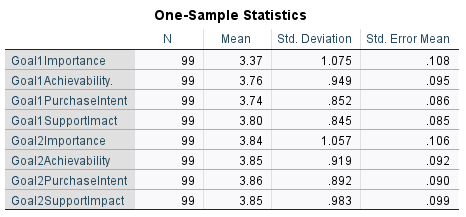 One-Sample Statistics
N Mean Std. Deviation Std. Error Mean
Goal1Importance 99 3.37 1.075 .108
Goal1Achievability. 99 3.76 .949 .095
Goal1PurchaseIntent 99 3.74 .852 .086
Goal1SupportImact 99 3.80 .845 .085
Goal2Importance 99 3.84 1.057 .106
Goal2Achievability 99 3.85 .919 .092
Goal2PurchaseIntent 99 3.86 .892 .090
Goal2SupportImpact 99 3.85 .983 .099